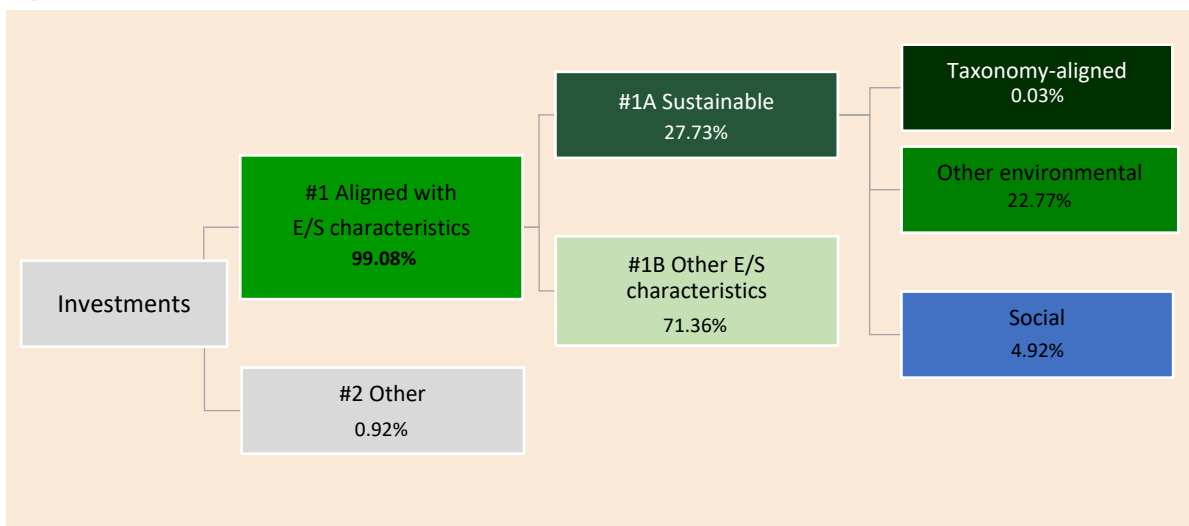 Investments
#1 Aligned with
E/S characteristics
99.08%
#2 Other
0.92%
#1A Sustainable
27.73%
#1B Other E/S
characteristics
71.36%
Taxonomy-aligned
0.03%
Other environmental
22.77%
Social
4.92%